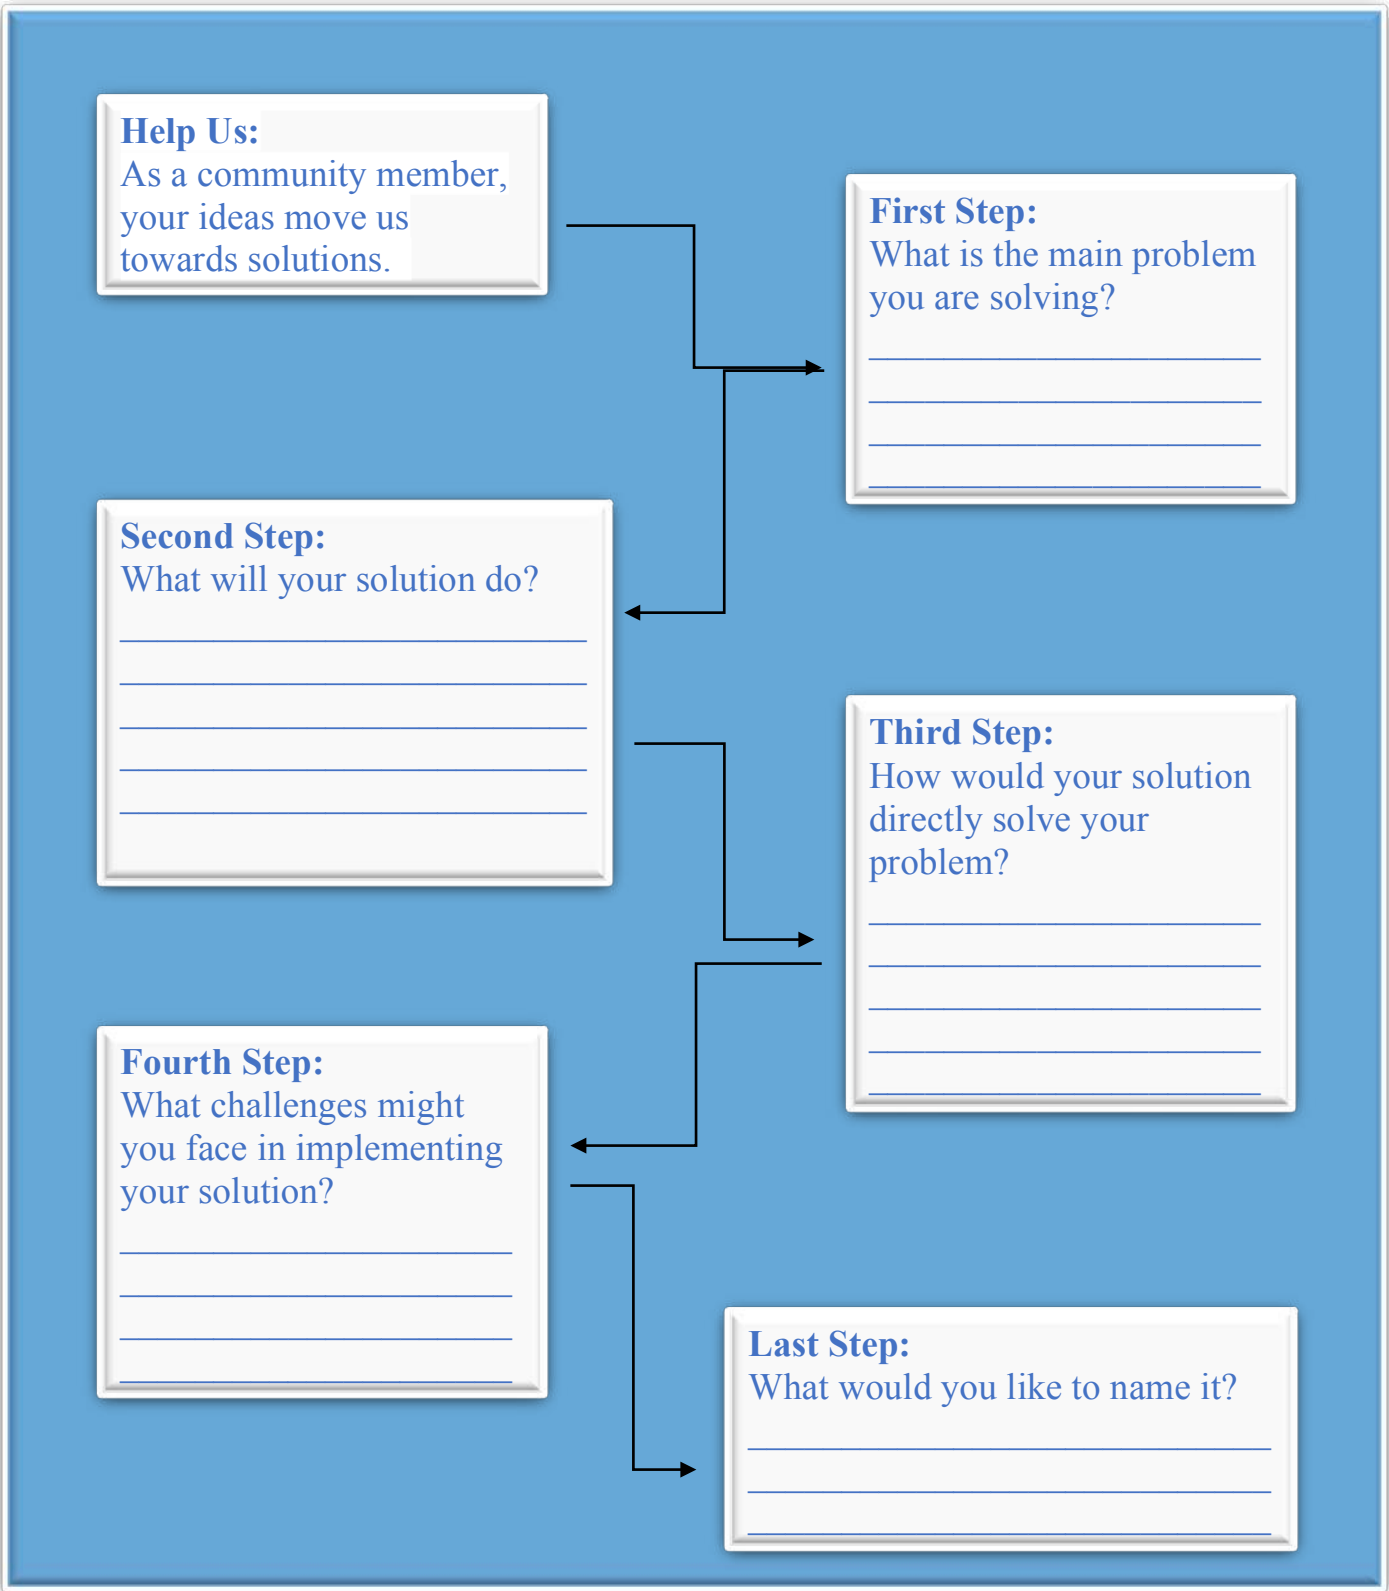 Help Us:
As a community member,
your ideas move us
towards solutions.
First Step:
What is the main problem
you are solving?
Second Step:
What will your solution do?
Third Step:
How would your solution
directly solve your
problem?
Fourth Step:
What challenges might
you face in implementing
your solution?
Last Step:
What would you like to name it?